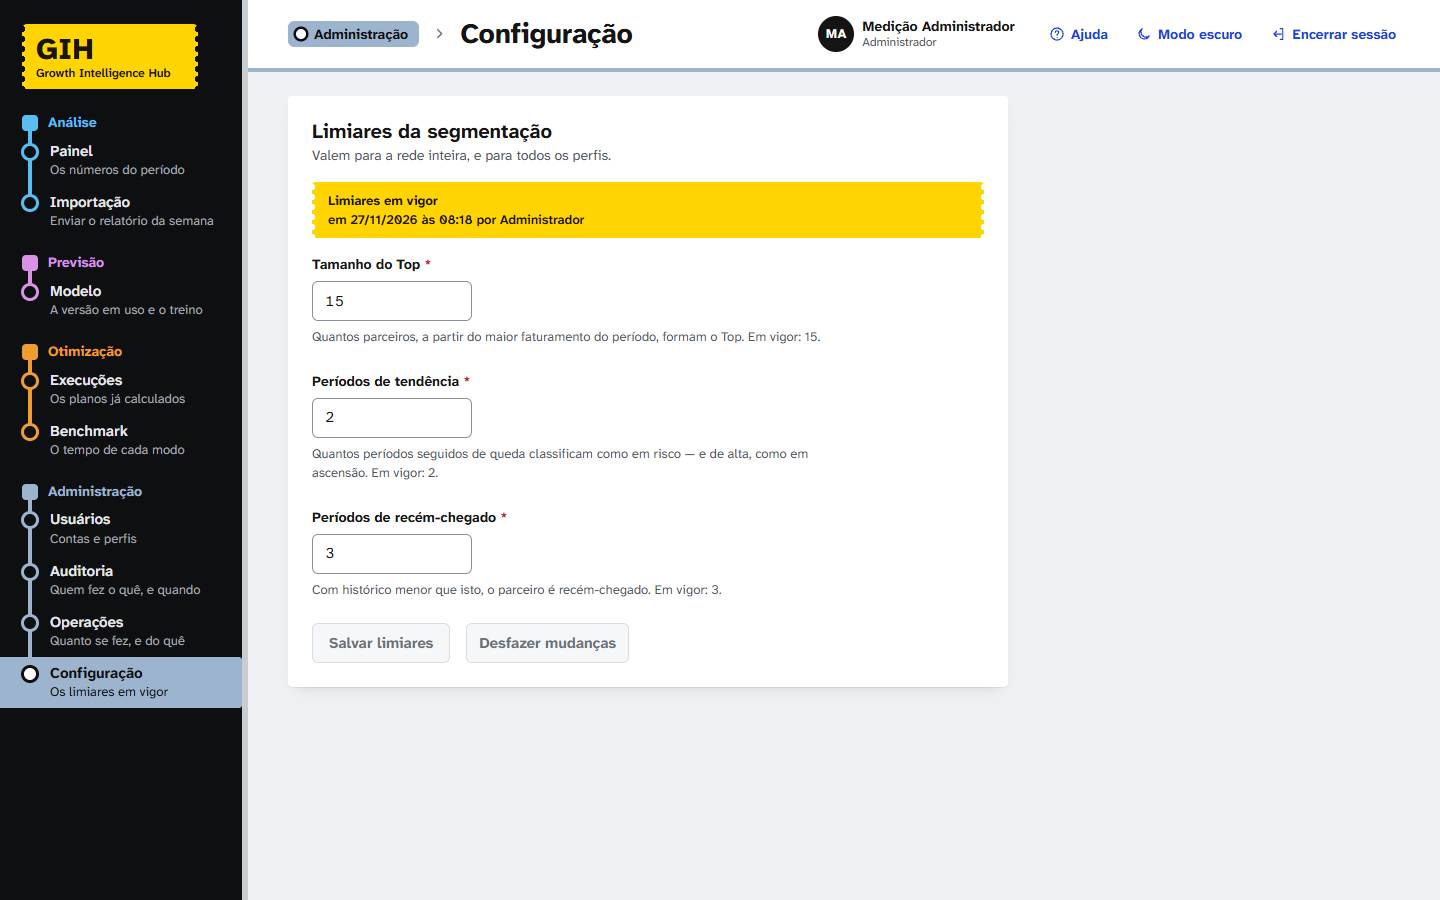 GIH
Growth Intelligence Hub
Análise
Painel
Os números do período
Importação
Enviar o relatório da semana
Previsão
Modelo
A versão em uso e o treino
Otimização
Execuções
Os planos já calculados
Benchmark
O tempo de cada modo
Administração
Usuários
Contas e perfis
Auditoria
Quem fez o quê, e quando
Operações
Quanto se fez, e do quê
Configuração
Os limiares em vigor
Administração > Configuração
MA
Medição Administrador
Administrador
Ajuda
Modo escuro
Encerrar sessão
Limiares da segmentação
Valem para a rede inteira, e para todos os perfis.
Limiares em vigor
em 27/11/2026 às 08:18 por Administrador
Tamanho do Top *
15
Quantos parceiros, a partir do maior faturamento do período, formam o Top. Em vigor: 15.
Períodos de tendência *
2
Quantos períodos seguidos de queda classificam como em risco — e de alta, como em
ascensão. Em vigor: 2.
Períodos de recém-chegado *
3
Com histórico menor que isto, o parceiro é recém-chegado. Em vigor: 3.
Salvar limiares
Desfazer mudanças